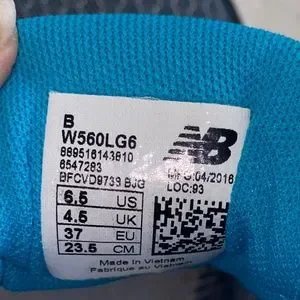 B
W560LG6
889516143810
6547283
BFCVD9739 BJG
NB
MFG:04/2016
LOC:93
6.5 US
4.5 UK
37 EU
23.5 CM
Made in Vietnam
Fabriqué au Vietnam